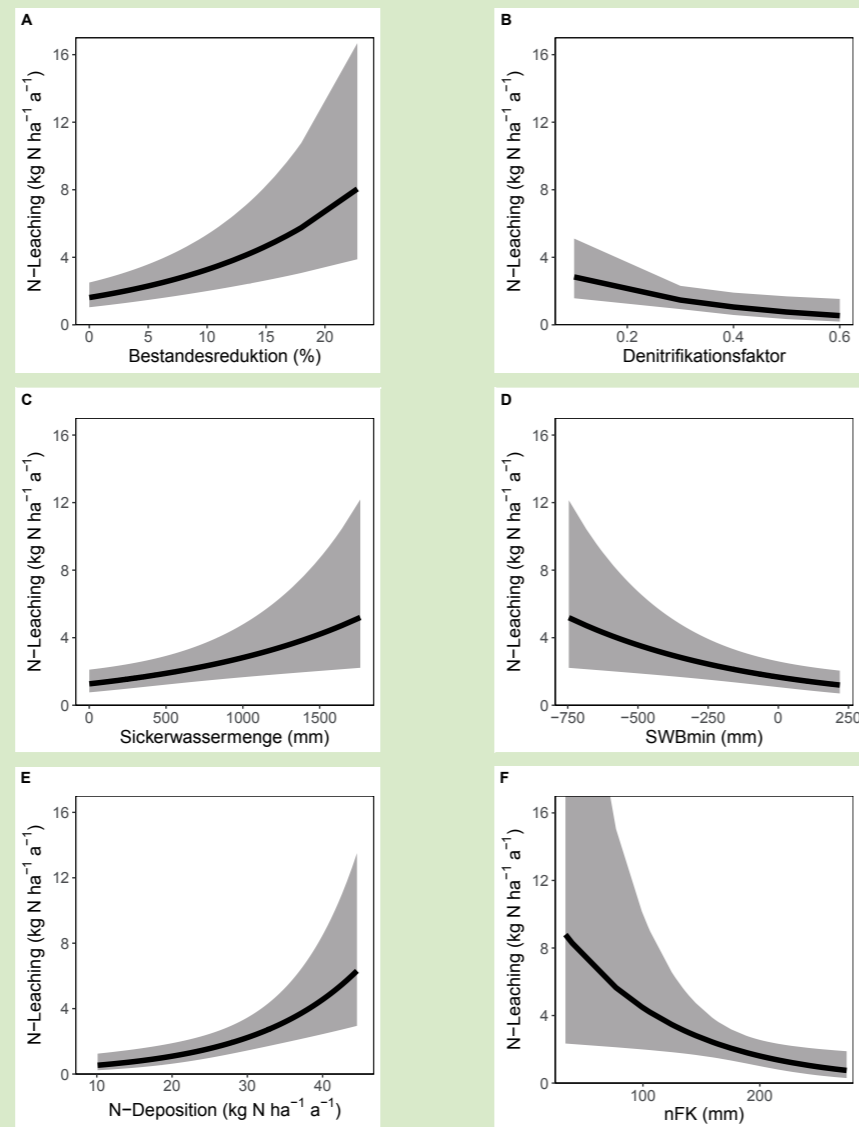 A
N−Leaching (kg N ha⁻¹ a⁻¹)
16
12
8
4
0
0 5 10 15 20
Bestandesreduktion (%)
B
N−Leaching (kg N ha⁻¹ a⁻¹)
16
12
8
4
0
0.2 0.4 0.6
Denitrifikationsfaktor
C
N−Leaching (kg N ha⁻¹ a⁻¹)
16
12
8
4
0
0 500 1000 1500
Sickerwassermenge (mm)
D
N−Leaching (kg N ha⁻¹ a⁻¹)
16
12
8
4
0
−750 −500 −250 0 250
SWBmin (mm)
E
N−Leaching (kg N ha⁻¹ a⁻¹)
16
12
8
4
0
10 20 30 40
N−Deposition (kg N ha⁻¹ a⁻¹)
F
N−Leaching (kg N ha⁻¹ a⁻¹)
16
12
8
4
0
100 200
nFK (mm)